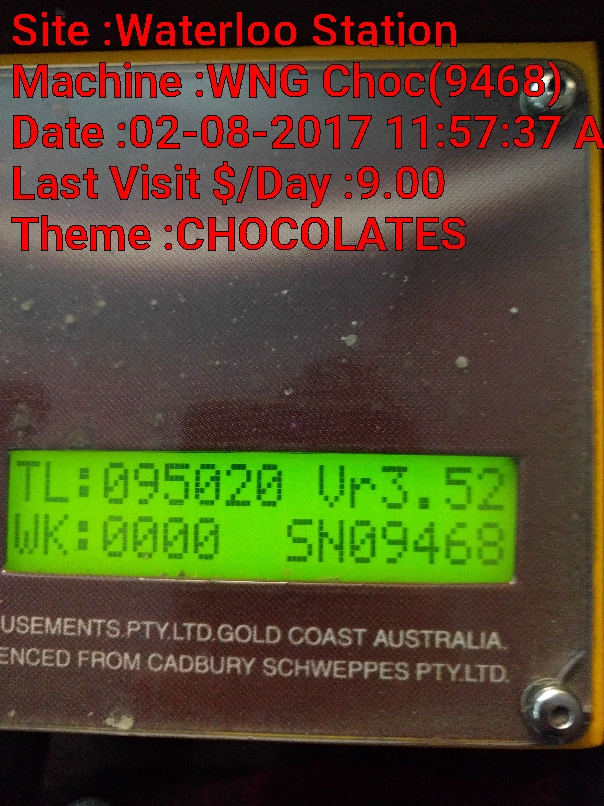 Site :Waterloo Station
Machine :WNG Choc(9468)
Date :02-08-2017 11:57:37 A
Last Visit $/Day :9.00
Theme :CHOCOLATES
TL:095020 Vr3.52
WK:0000 SN09468
USEMENTS.PTY.LTD.GOLD COAST AUSTRALIA.
ENCED FROM CADBURY SCHWEPPES PTY.LTD.